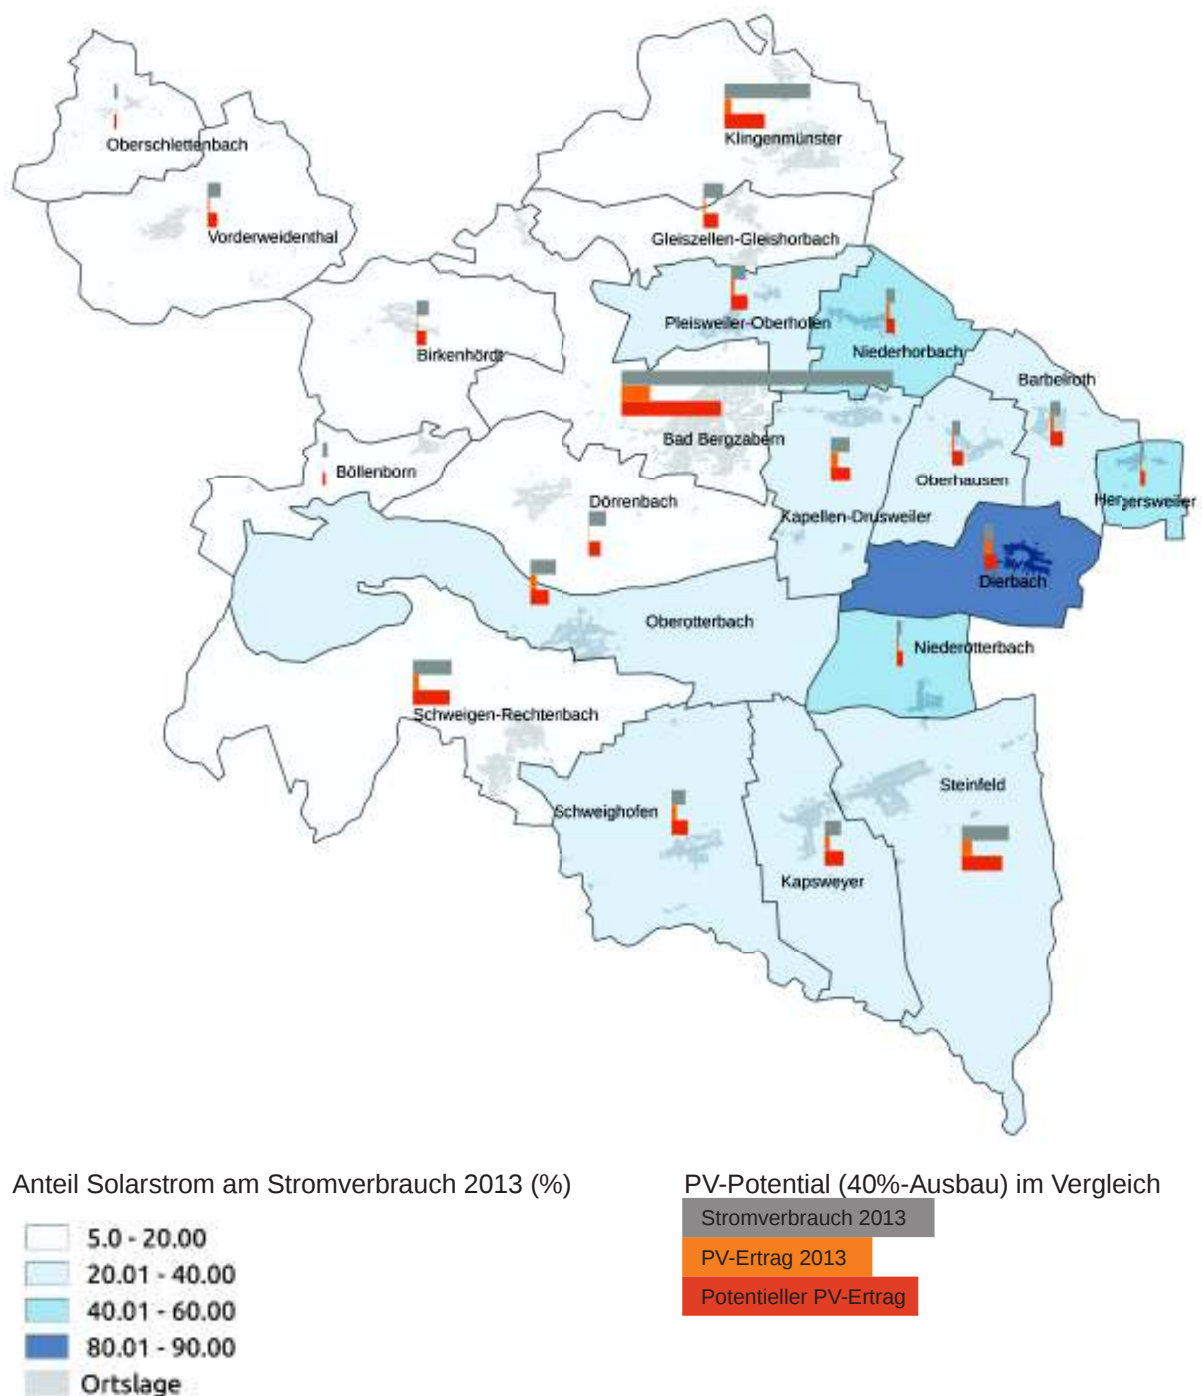 Klingenmünster
Oberschlettenbach
Vorderweidenthal
Gleiszellen-Gleishorbach
Pleisweiler-Oberhofen
Niederhorbach
Birkenhördt
Barbelroth
Bad Bergzabern
Böllenborn
Oberhausen
Dörrenbach
Hergersweiler
Kapellen-Drusweiler
Dierbach
Oberotterbach
Niederotterbach
Schweigen-Rechtenbach
Steinfeld
Schweighofen
Kapsweyer
Anteil Solarstrom am Stromverbrauch 2013 (%)
5.0 - 20.00
20.01 - 40.00
40.01 - 60.00
80.01 - 90.00
Ortslage
PV-Potential (40%-Ausbau) im Vergleich
Stromverbrauch 2013
PV-Ertrag 2013
Potentieller PV-Ertrag